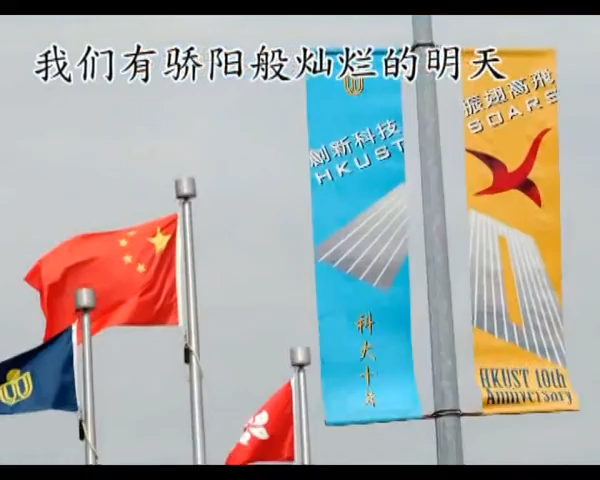 我们有骄阳般灿烂的明天
創新科技
HKUST
科大十年
振翅高飛
SOARS
HKUST 10th
Anniversary